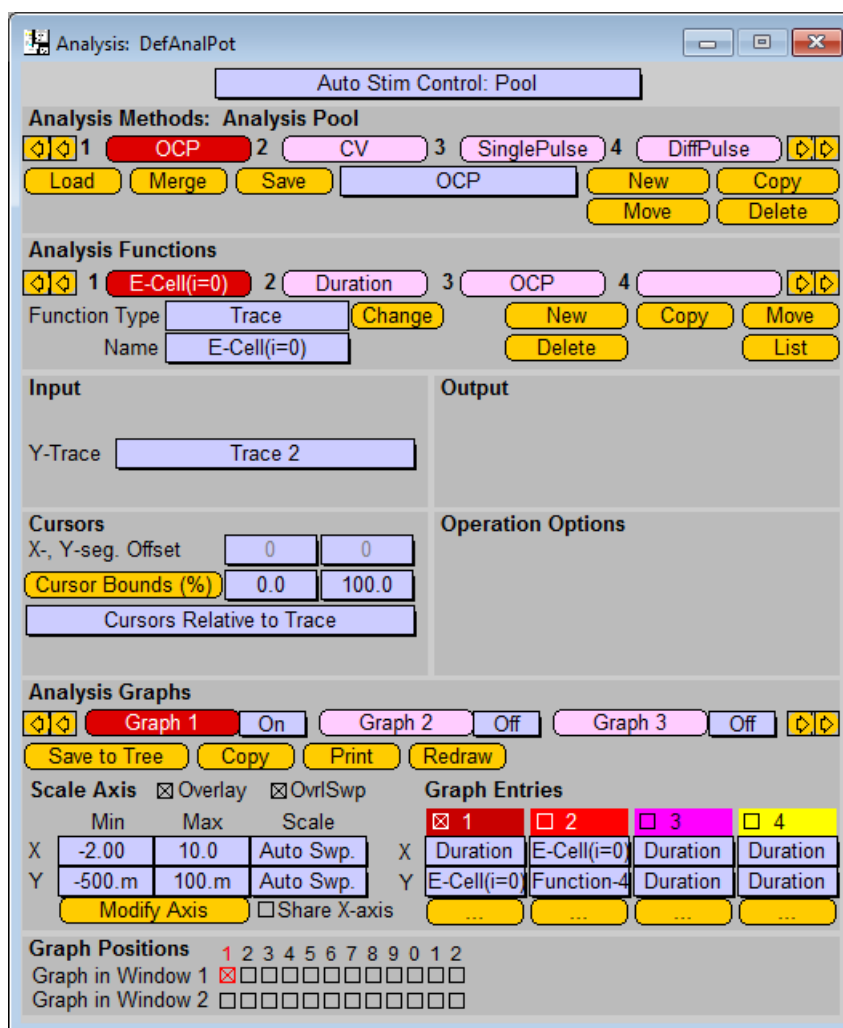 Analysis: DefAnalPot
Auto Stim Control: Pool
Analysis Methods: Analysis Pool
1 OCP 2 CV 3 SinglePulse 4 DiffPulse
Load Merge Save OCP New Copy
Move Delete
Analysis Functions
1 E-Cell(i=0) 2 Duration 3 OCP 4
Function Type Trace Change New Copy Move
Name E-Cell(i=0) Delete List
Input Output
Y-Trace Trace 2
Cursors Operation Options
X-, Y-seg. Offset 0 0
Cursor Bounds (%) 0.0 100.0
Cursors Relative to Trace
Analysis Graphs
Graph 1 On Graph 2 Off Graph 3 Off
Save to Tree Copy Print Redraw
Scale Axis Overlay OvrlSwp Graph Entries
Min Max Scale 1 2 3 4
X -2.00 10.0 Auto Swp. X Duration E-Cell(i=0) Duration Duration
Y -500.m 100.m Auto Swp. Y E-Cell(i=0) Function-4 Duration Duration
Modify Axis Share X-axis ... ... ... ...
Graph Positions 1 2 3 4 5 6 7 8 9 0 1 2
Graph in Window 1
Graph in Window 2